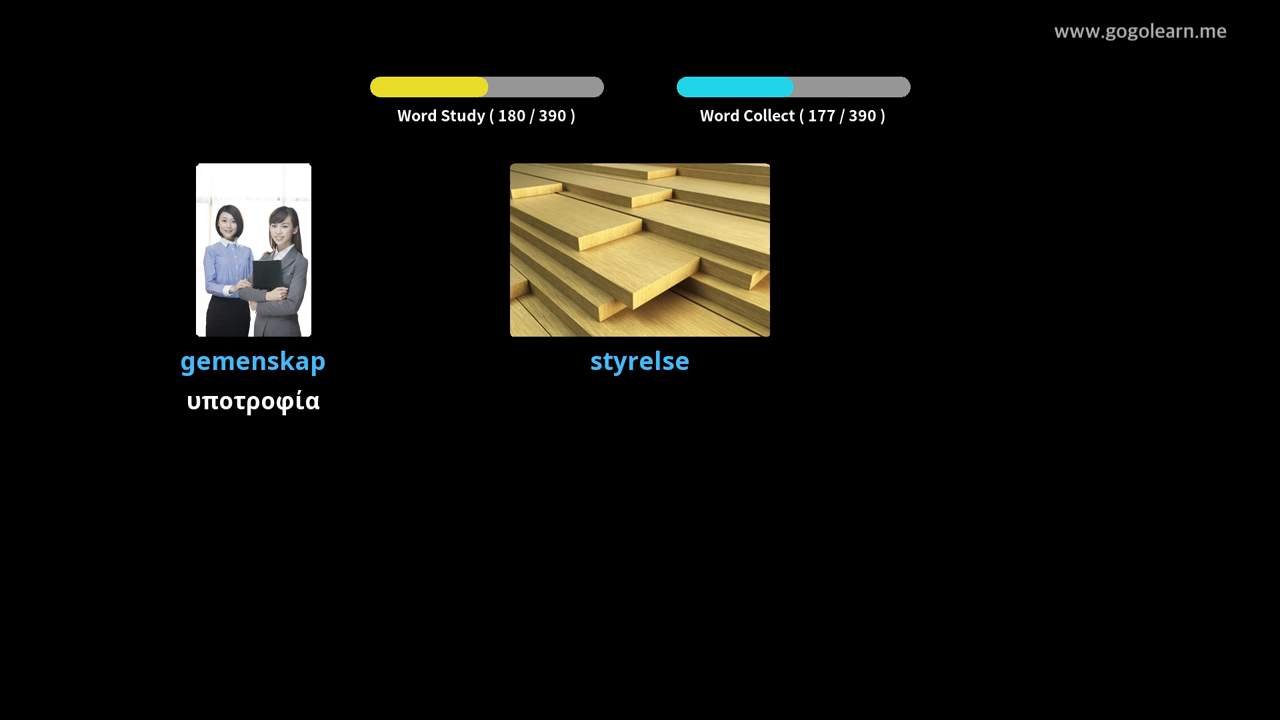 www.gogolearn.me
Word Study ( 180 / 390 )
Word Collect ( 177 / 390 )
gemenskap
styrelse
υποτροφία